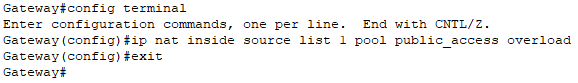 Gateway#config terminal
Enter configuration commands, one per line.  End with CNTL/Z.
Gateway(config)#ip nat inside source list 1 pool public_access overload
Gateway(config)#exit
Gateway#